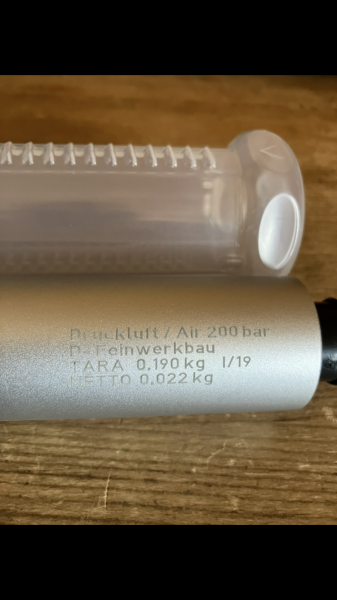 Druckluft / Air 200 bar
D- Feinwerkbau
TARA 0,190 kg I/19
NETTO 0,022 kg